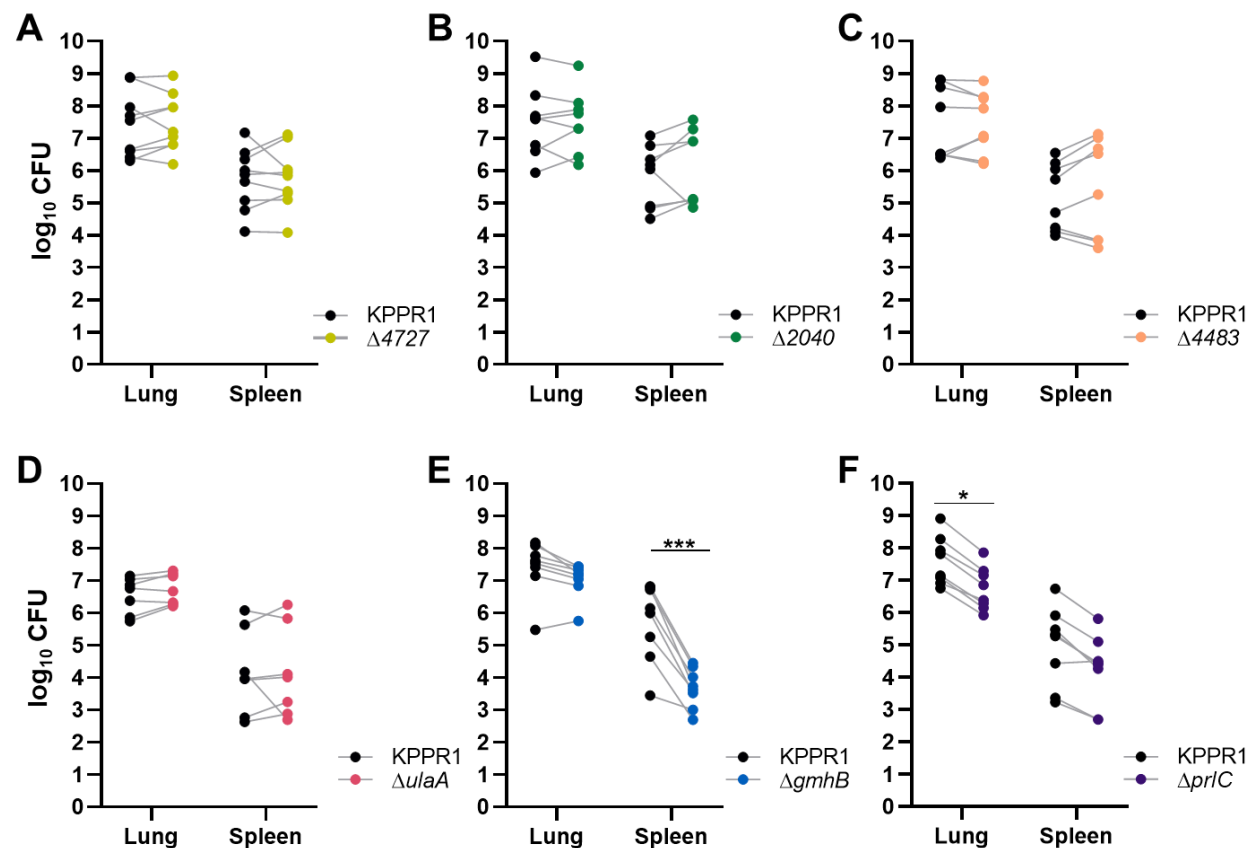 A
log₁₀ CFU
10
9
8
7
6
5
4
3
2
1
0
KPPR1
Δ4727
Lung Spleen
B
10
9
8
7
6
5
4
3
2
1
0
KPPR1
Δ2040
Lung Spleen
C
10
9
8
7
6
5
4
3
2
1
0
KPPR1
Δ4483
Lung Spleen
D
log₁₀ CFU
10
9
8
7
6
5
4
3
2
1
0
KPPR1
ΔulaA
Lung Spleen
E
10
9
8
7
6
5
4
3
2
1
0
***
KPPR1
ΔgmhB
Lung Spleen
F
10
9
8
7
6
5
4
3
2
1
0
*
KPPR1
ΔprlC
Lung Spleen